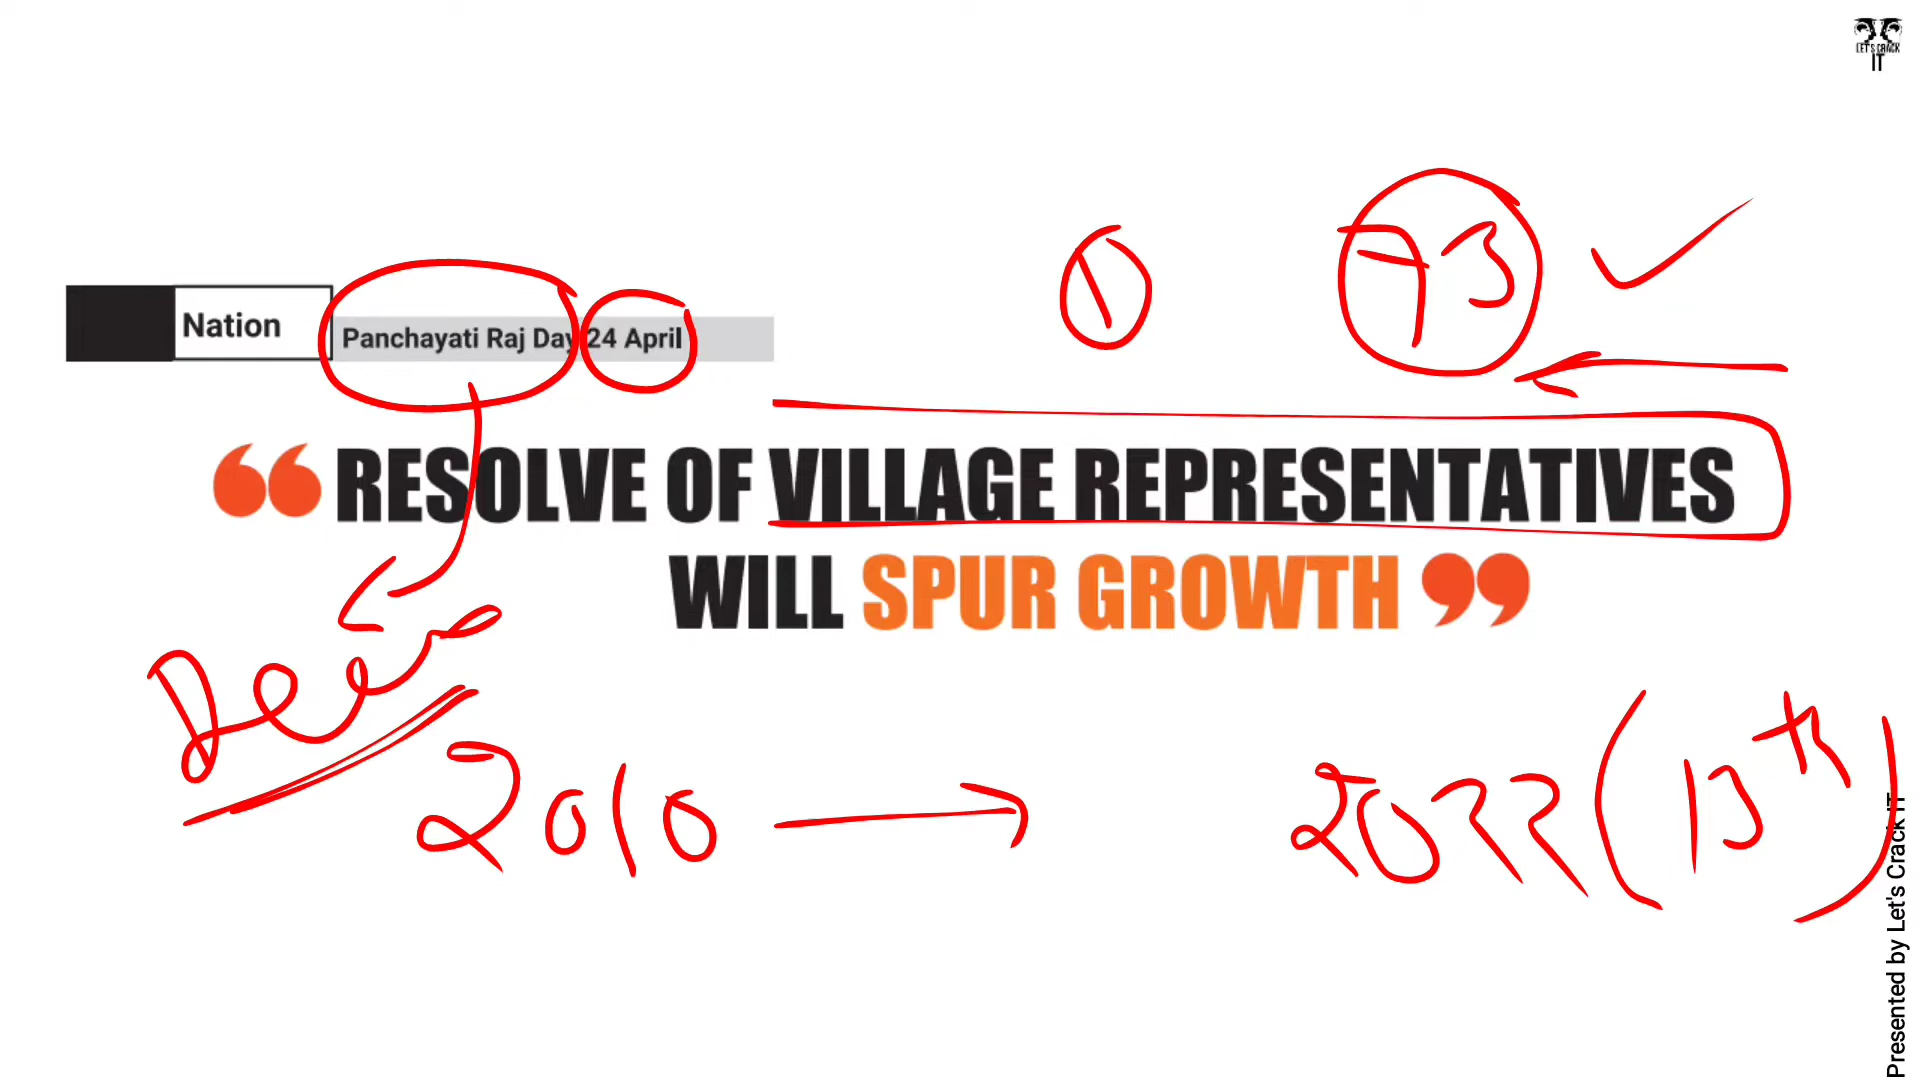 LET'S CRACK
IT
1 73
Nation
Panchayati Raj Day 24 April
“RESOLVE OF VILLAGE REPRESENTATIVES
WILL SPUR GROWTH”
2010 → 2022 (13th)
Presented by Let's Crack IT